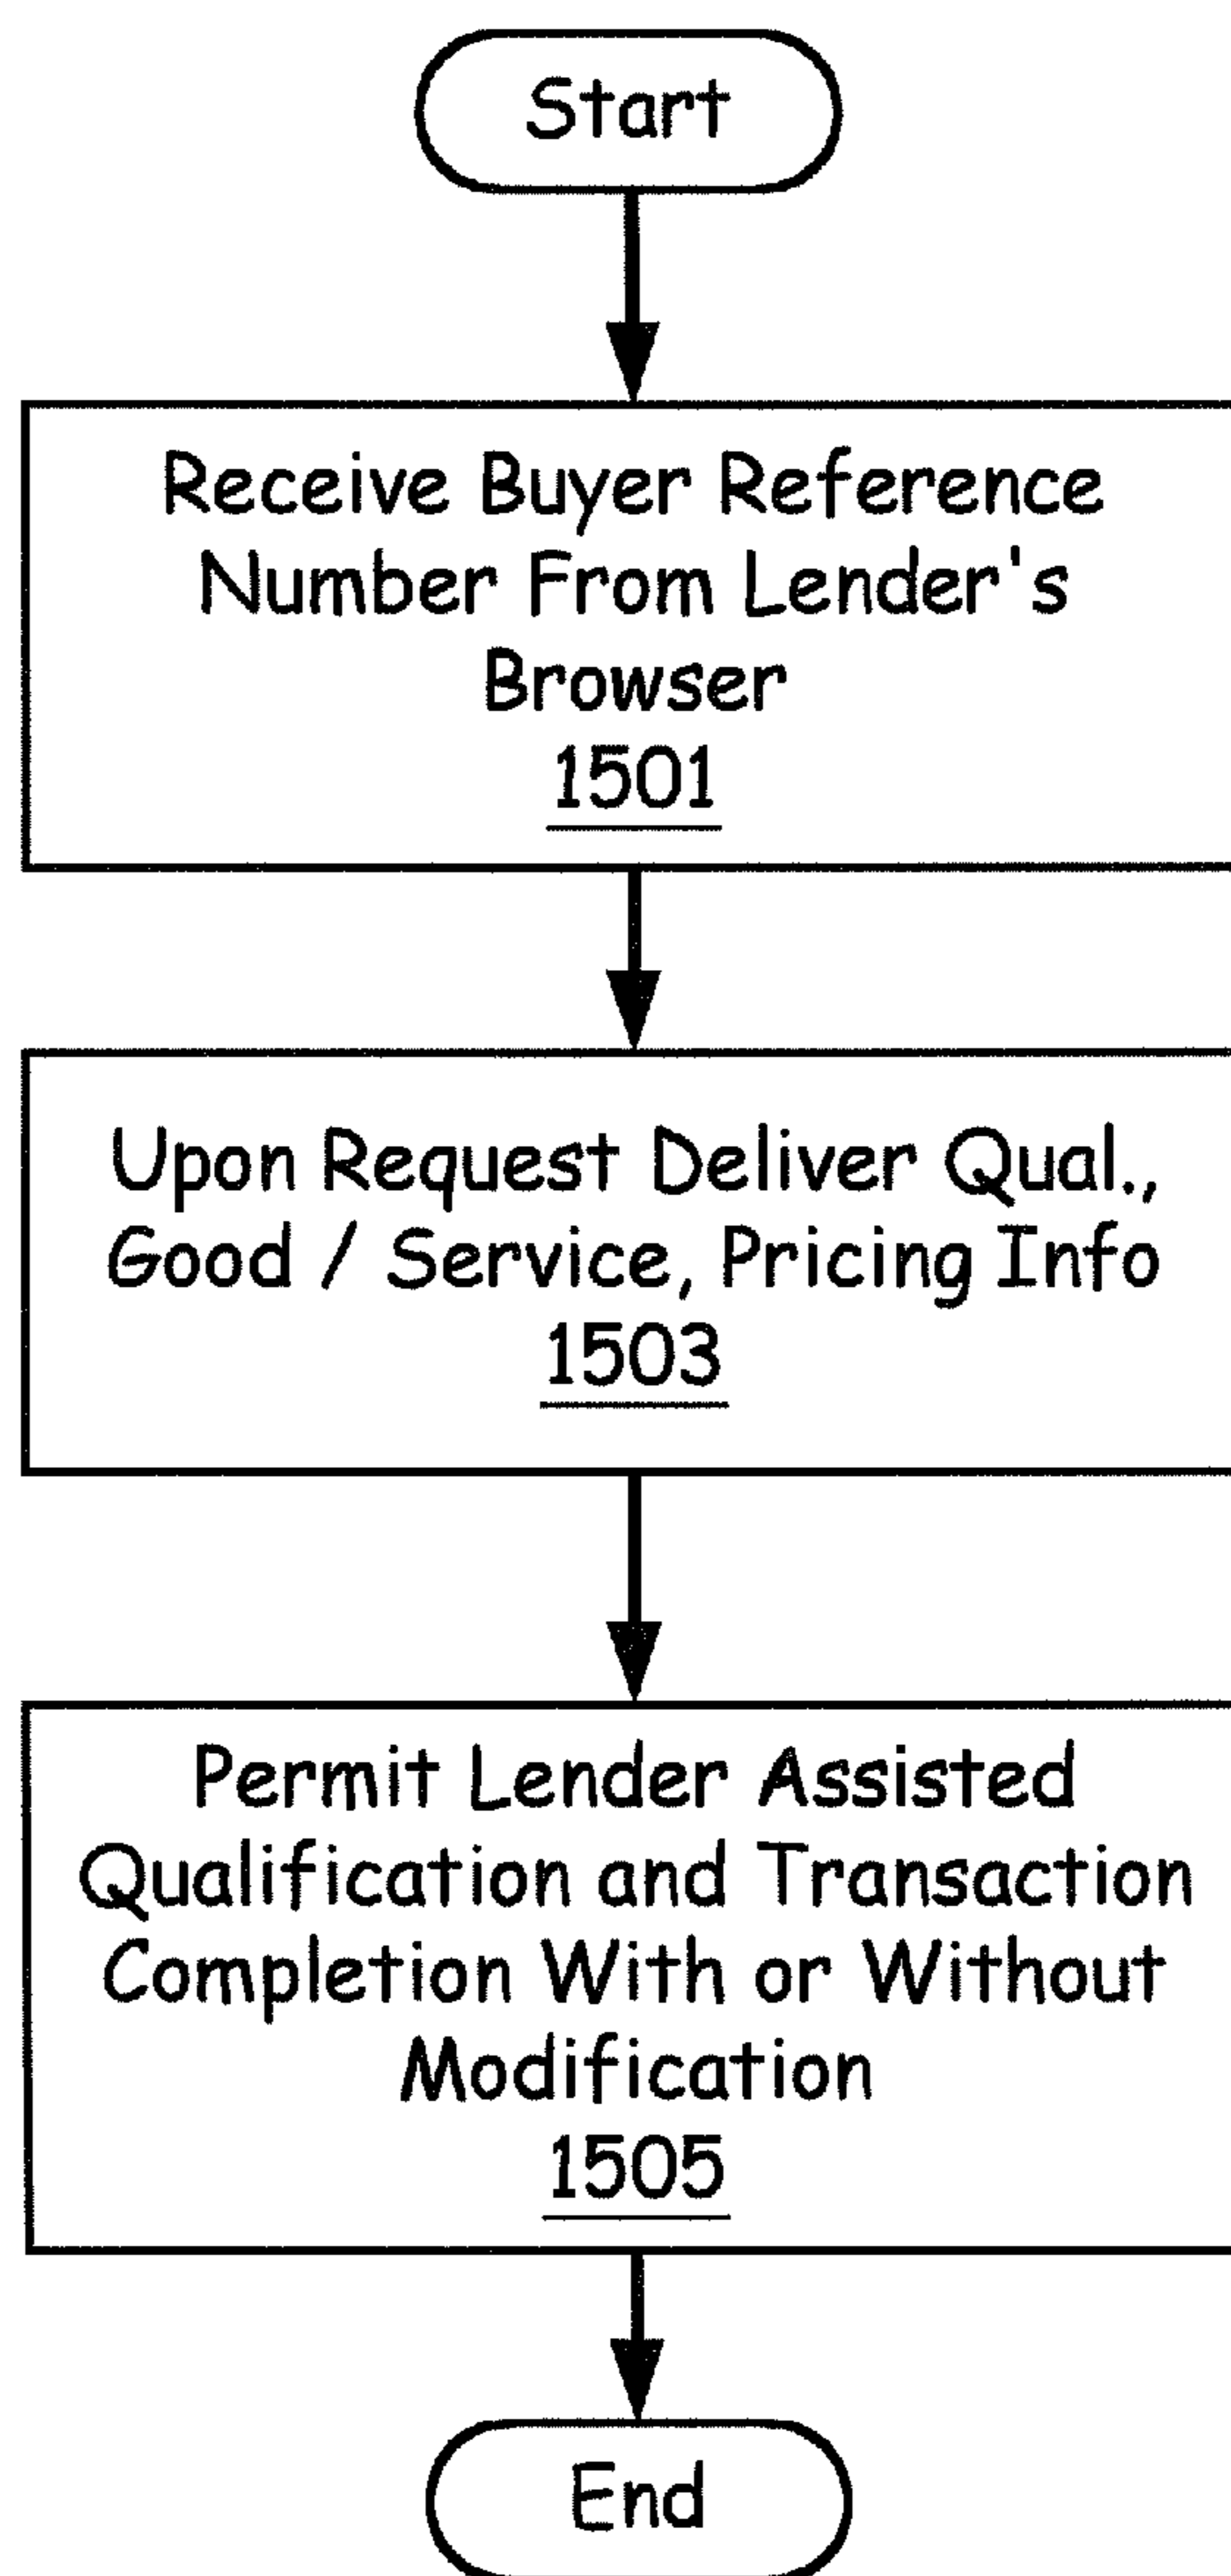 Start
Receive Buyer Reference
Number From Lender's
Browser
1501
Upon Request Deliver Qual.,
Good / Service, Pricing Info
1503
Permit Lender Assisted
Qualification and Transaction
Completion With or Without
Modification
1505
End